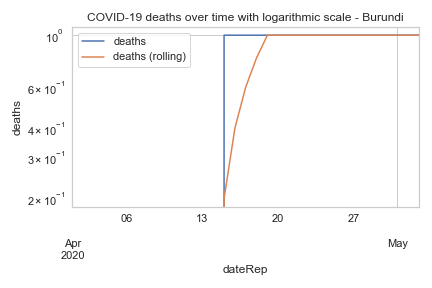 COVID-19 deaths over time with logarithmic scale - Burundi
10⁰
6 × 10⁻¹
4 × 10⁻¹
3 × 10⁻¹
2 × 10⁻¹
deaths
deaths
deaths (rolling)
06 13 20 27
Apr May
2020
dateRep